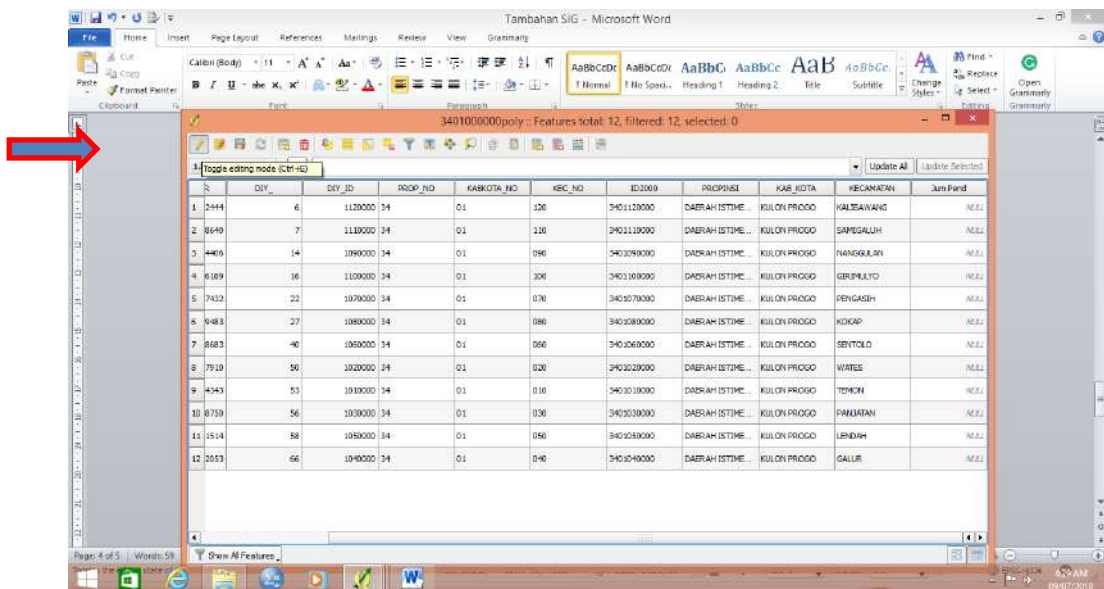 Tambahan SIG - Microsoft Word
File Home Insert Page Layout References Mailings Review View Grammarly
Cut
Copy
Paste
Format Painter
Calibri (Body) 11
AaBbCcDc AaBbCcDc AaBbC AaBbCc AaB AaBbCc.
¶ Normal ¶ No Spaci... Heading 1 Heading 2 Title Subtitle
Change Styles
Find
Replace
Select
Open Grammarly
Clipboard Font Paragraph Styles Editing Grammarly
3401000000poly :: Features total: 12, filtered: 12, selected: 0
Toggle editing mode (Ctrl+E)
Update All Update Selected
DIY_ DIY_ID PROP_NO KABKOTA_NO KEC_NO ID2000 PROPINSI KAB_KOTA KECAMATAN Jum Pend
1 2444 6 1120000 34 01 120 3401120000 DAERAH ISTIME... KULON PROGO KALIBAWANG NULL
2 8640 7 1110000 34 01 110 3401110000 DAERAH ISTIME... KULON PROGO SAMIGALUH NULL
3 4406 14 1090000 34 01 090 3401090000 DAERAH ISTIME... KULON PROGO NANGGULAN NULL
4 6189 16 1100000 34 01 100 3401100000 DAERAH ISTIME... KULON PROGO GIRIMULYO NULL
5 7432 22 1070000 34 01 070 3401070000 DAERAH ISTIME... KULON PROGO PENGASIH NULL
6 9483 27 1080000 34 01 080 3401080000 DAERAH ISTIME... KULON PROGO KOKAP NULL
7 8683 40 1060000 34 01 060 3401060000 DAERAH ISTIME... KULON PROGO SENTOLO NULL
8 7910 50 1020000 34 01 020 3401020000 DAERAH ISTIME... KULON PROGO WATES NULL
9 4343 53 1010000 34 01 010 3401010000 DAERAH ISTIME... KULON PROGO TEMON NULL
10 8750 56 1030000 34 01 030 3401030000 DAERAH ISTIME... KULON PROGO PANJATAN NULL
11 1514 58 1050000 34 01 050 3401050000 DAERAH ISTIME... KULON PROGO LENDAH NULL
12 2053 66 1040000 34 01 040 3401040000 DAERAH ISTIME... KULON PROGO GALUR NULL
Show All Features
Page: 4 of 5 Words: 59
6:29 AM
09/07/2018